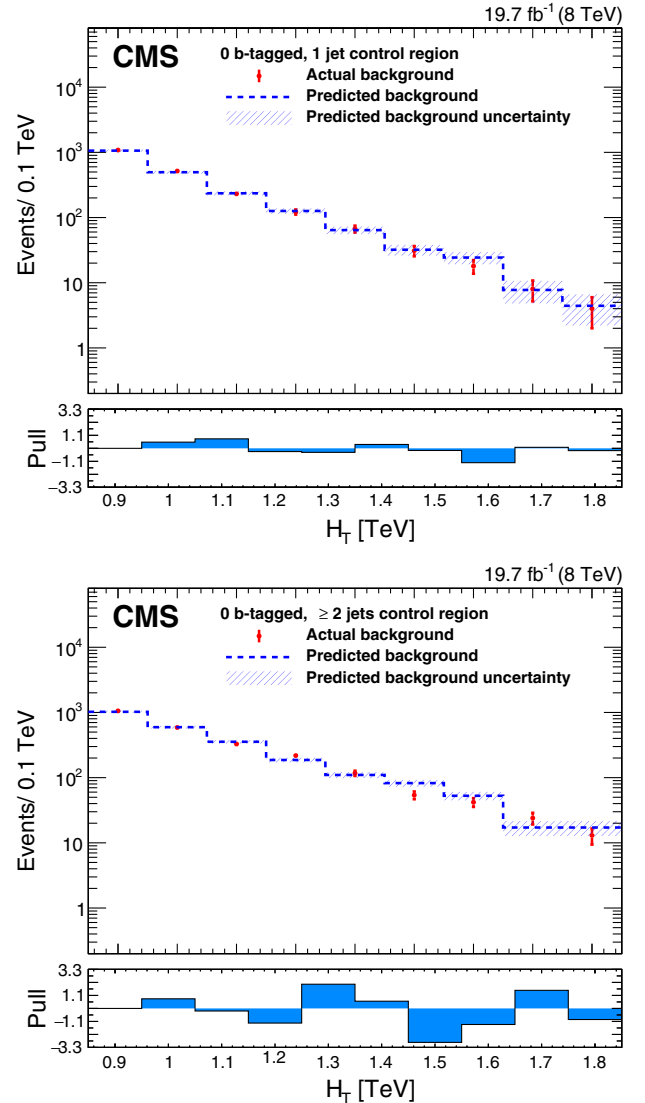 19.7 fb⁻¹ (8 TeV)
CMS
0 b-tagged, 1 jet control region
Actual background
Predicted background
Predicted background uncertainty
Events/ 0.1 TeV
10⁴
10³
10²
10
1
Pull
3.3
1.1
−1.1
−3.3
0.9 1 1.1 1.2 1.3 1.4 1.5 1.6 1.7 1.8
H_T [TeV]
19.7 fb⁻¹ (8 TeV)
CMS
0 b-tagged, ≥ 2 jets control region
Actual background
Predicted background
Predicted background uncertainty
Events/ 0.1 TeV
10⁴
10³
10²
10
1
Pull
3.3
1.1
−1.1
−3.3
0.9 1 1.1 1.2 1.3 1.4 1.5 1.6 1.7 1.8
H_T [TeV]